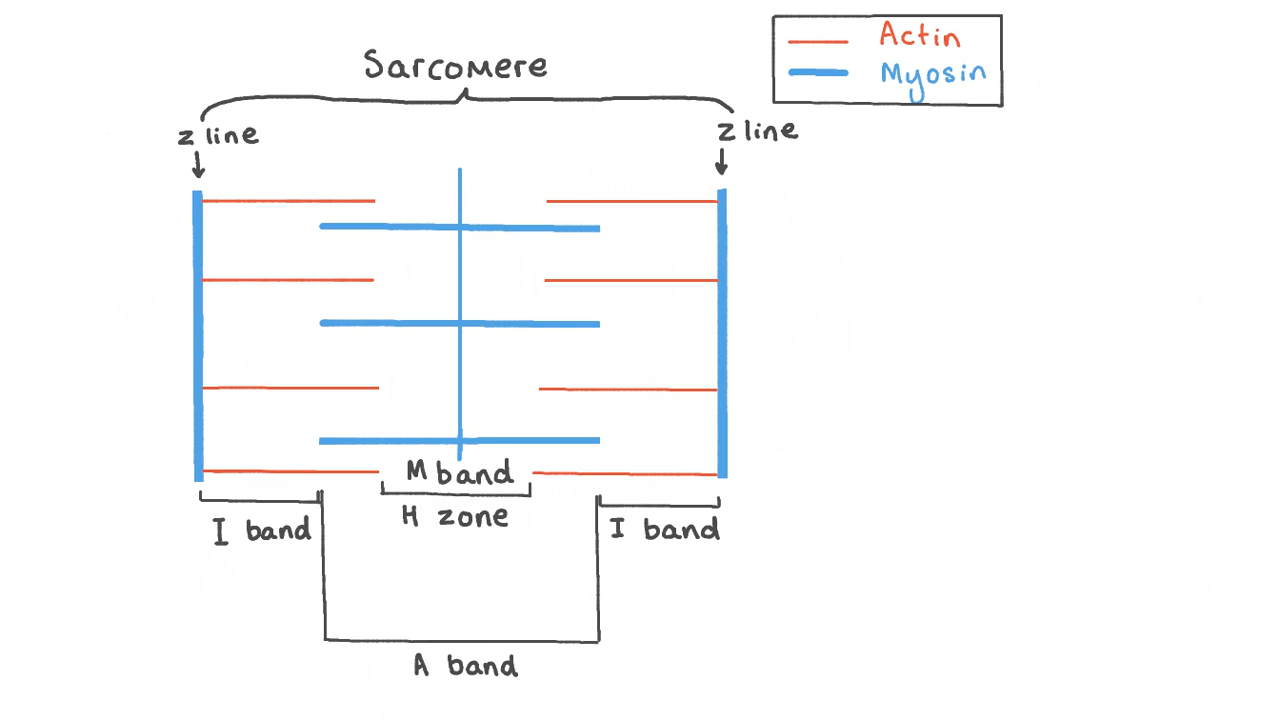 Sarcomere
Actin
Myosin
z line
z line
M band
H zone
I band
I band
A band